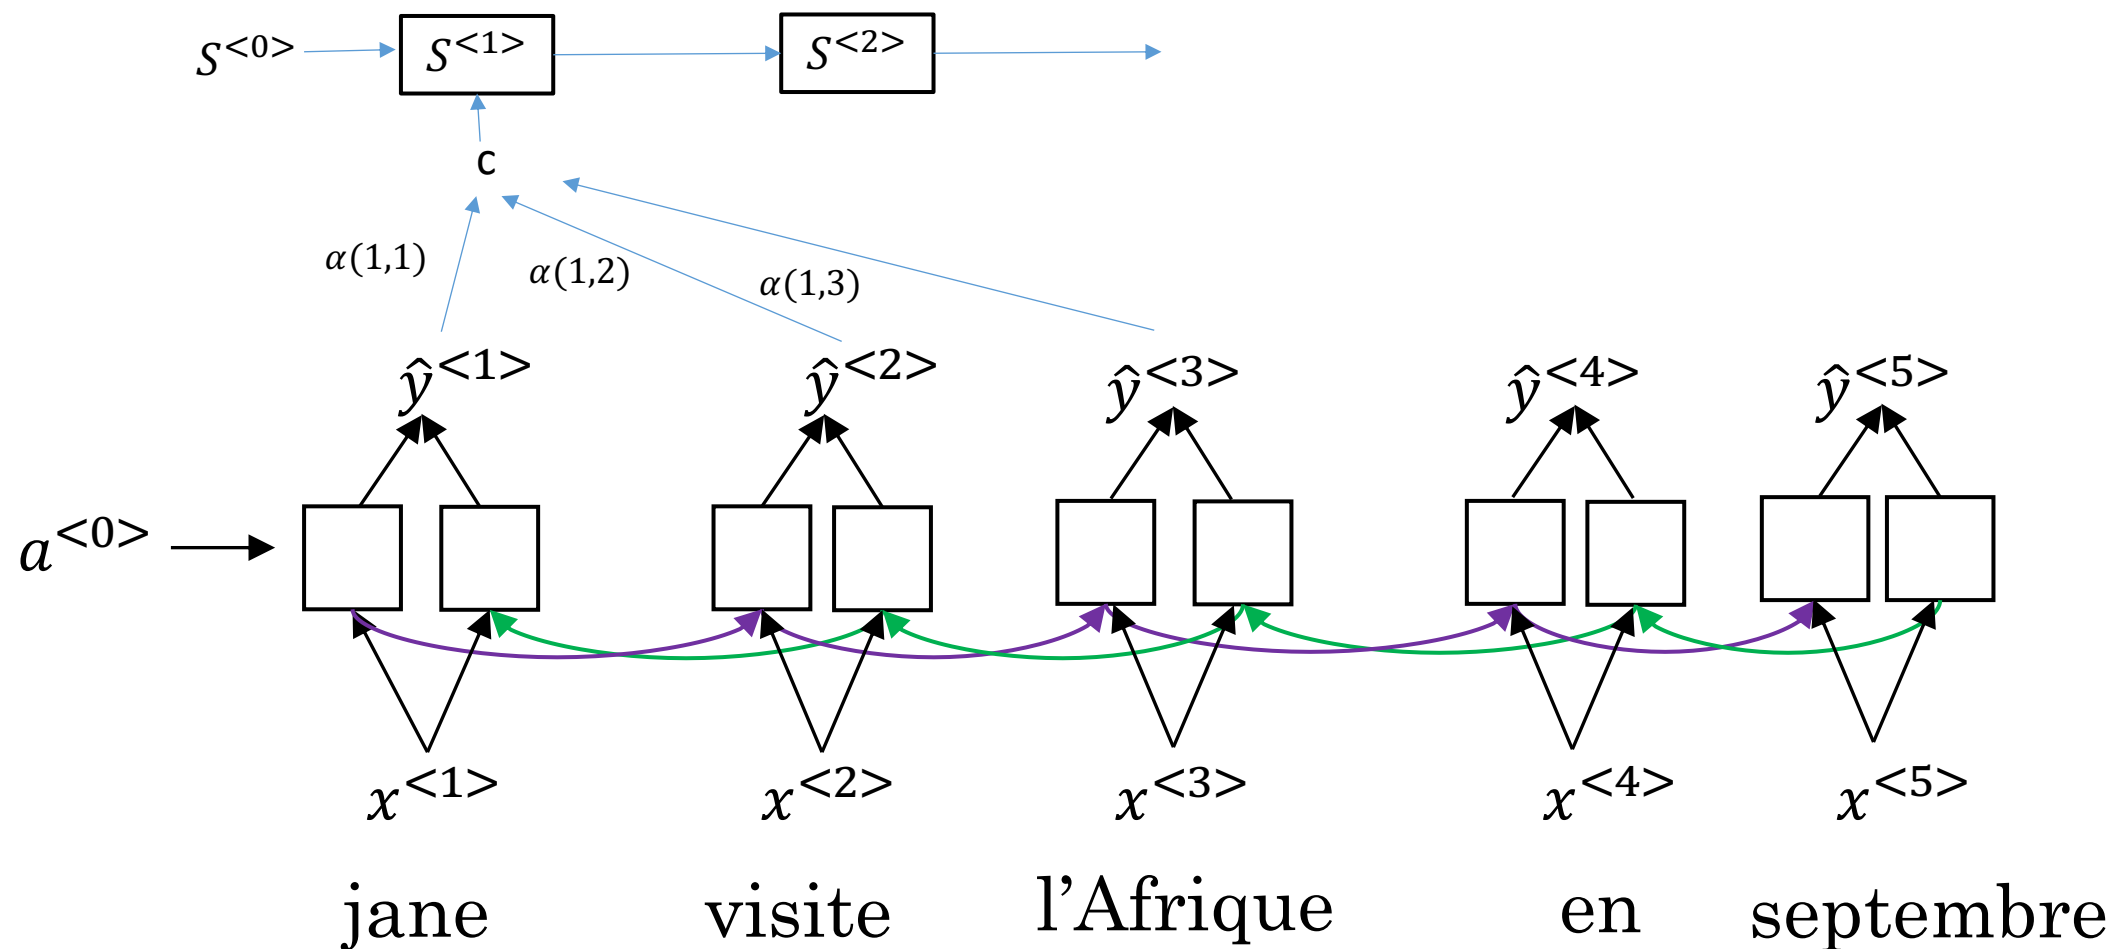 S<0> S<1> S<2>
c
α(1,1) α(1,2) α(1,3)
ŷ<1> ŷ<2> ŷ<3> ŷ<4> ŷ<5>
a<0>
x<1> x<2> x<3> x<4> x<5>
jane visite l’Afrique en septembre